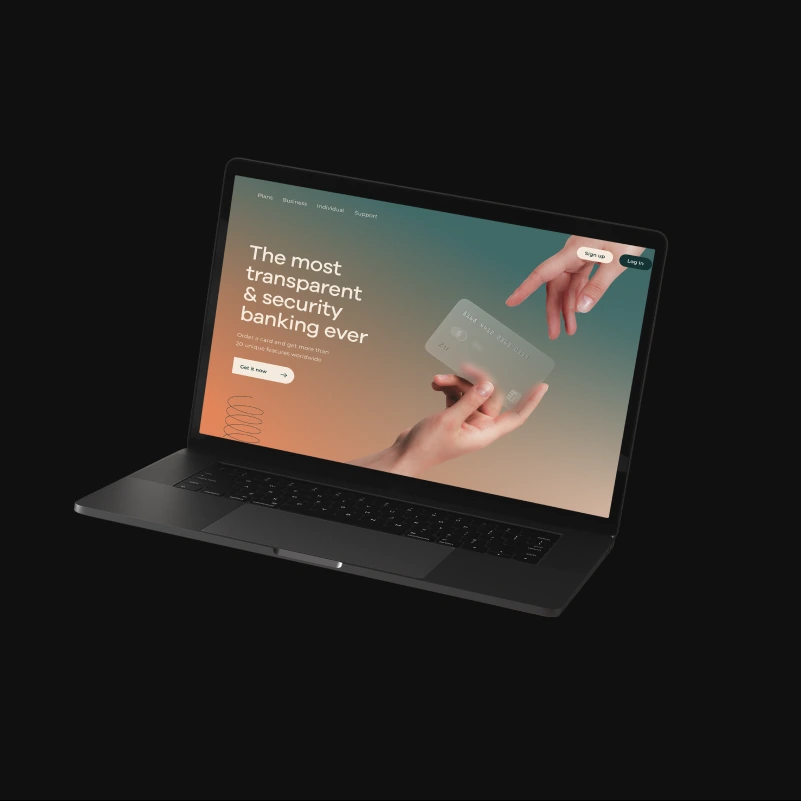 Plans Business Individual Support
Sign up Log in
The most
transparent
& security
banking ever
Order a card and get more than
20 unique features worldwide
Get it now